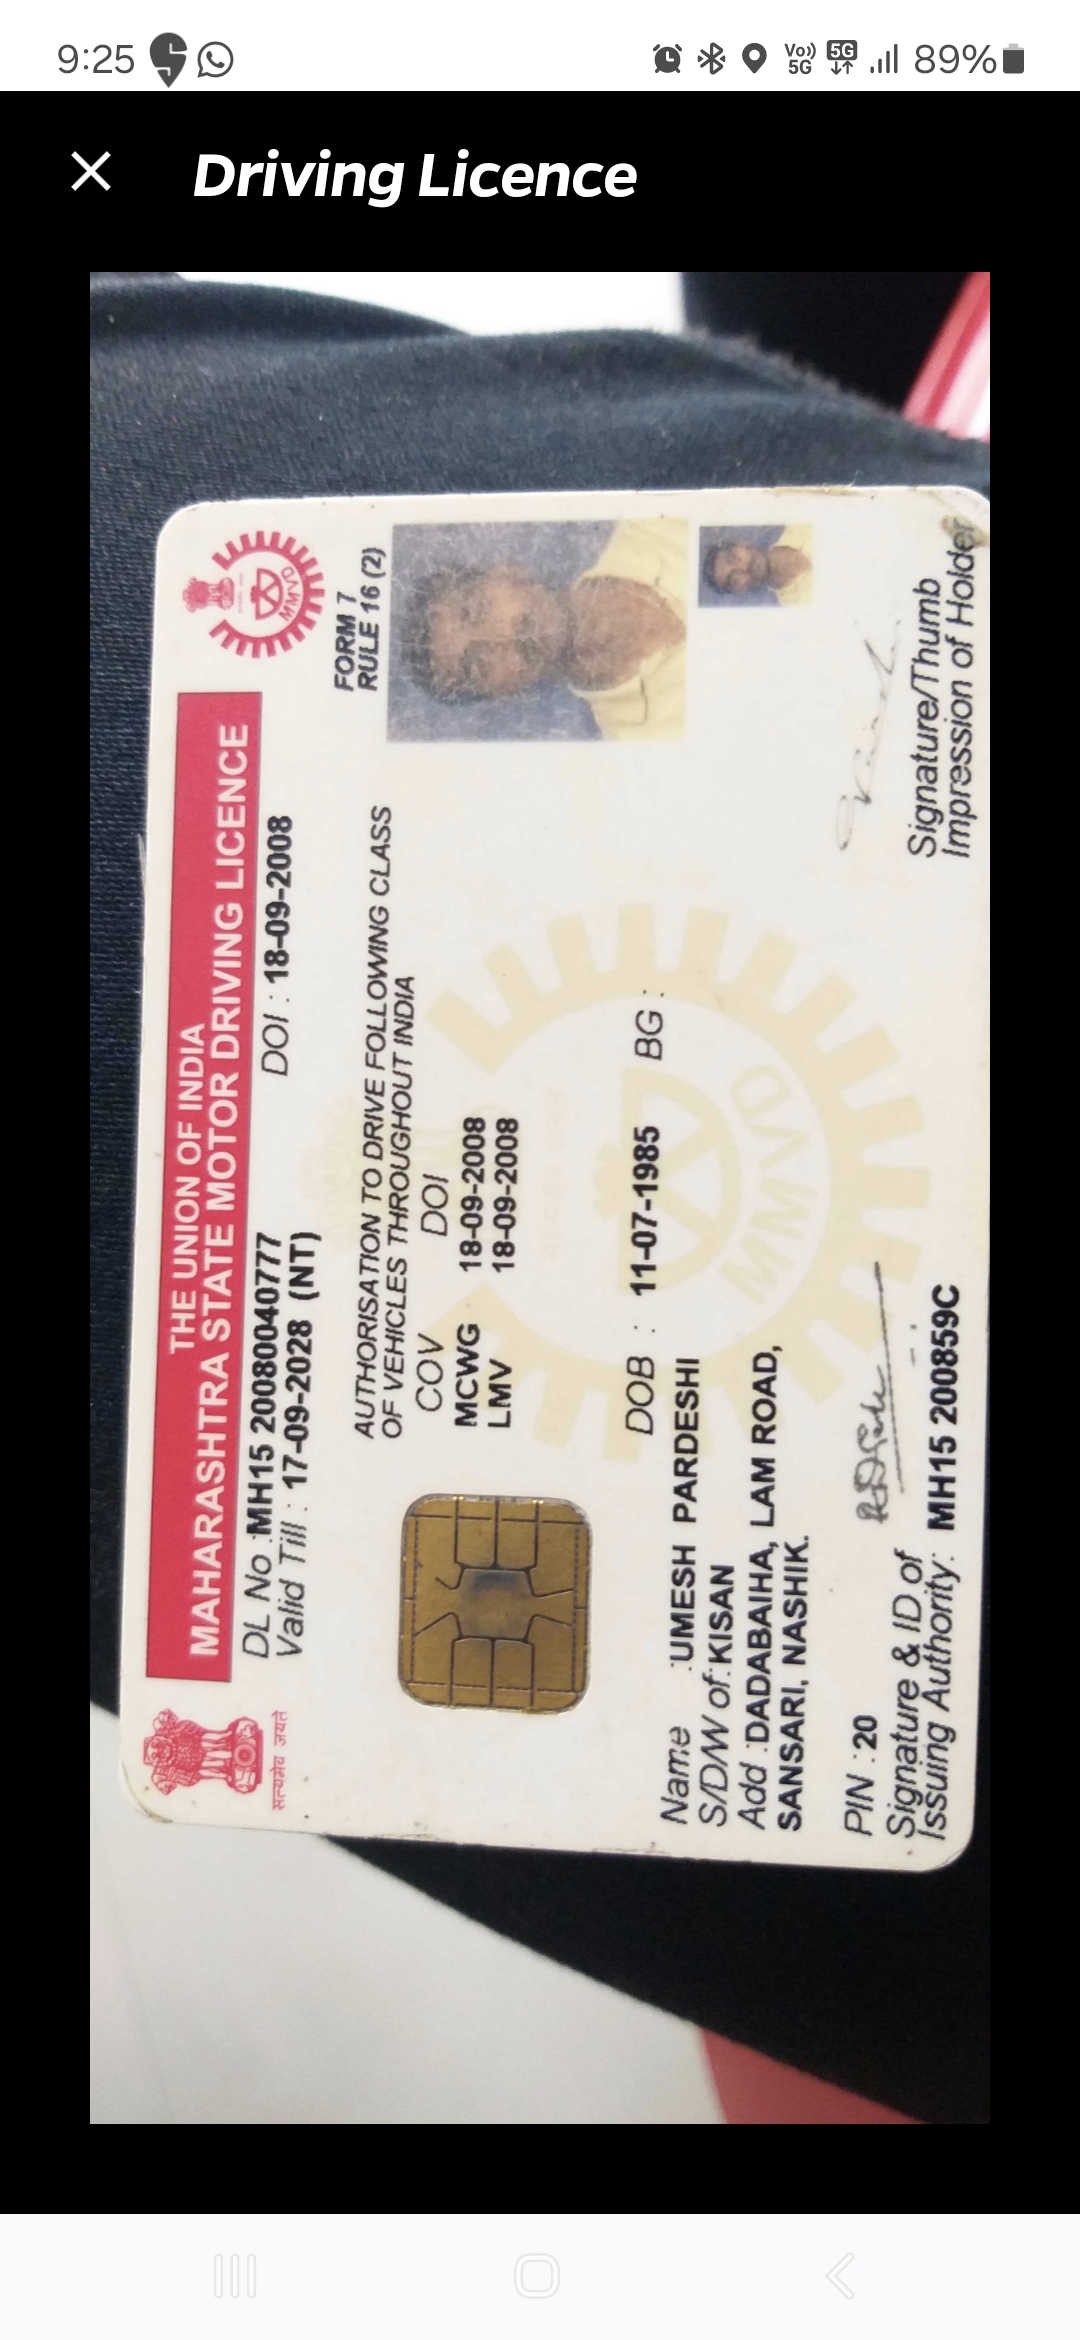 9:25
Vo)) 5G 5G 89%
Driving Licence
THE UNION OF INDIA
MAHARASHTRA STATE MOTOR DRIVING LICENCE
MMVD
सत्यमेव जयते
DL No :MH15 20080040777 DOI : 18-09-2008
Valid Till : 17-09-2028 (NT)
FORM 7
RULE 16 (2)
AUTHORISATION TO DRIVE FOLLOWING CLASS
OF VEHICLES THROUGHOUT INDIA
COV DOI
MCWG 18-09-2008
LMV 18-09-2008
MMVD
DOB : 11-07-1985 BG :
Name :UMESH PARDESHI
S/D/W of:KISAN
Add :DADABAIHA, LAM ROAD,
SANSARI, NASHIK.
PIN :20
Signature & ID of
Issuing Authority: MH15 200859C
Signature/Thumb
Impression of Holder